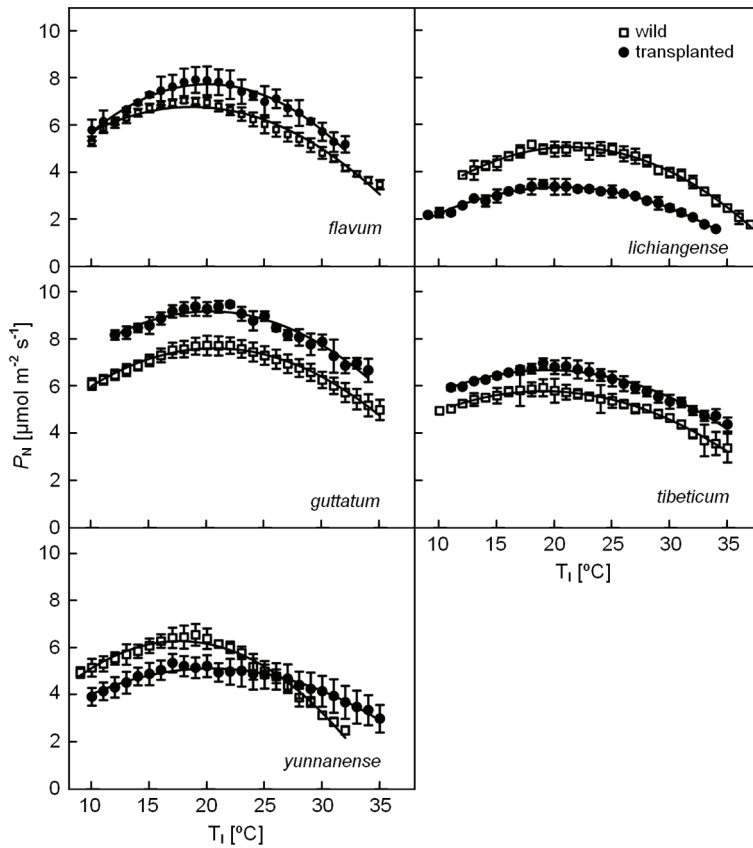 10
8
6
4
2
0
flavum
wild
transplanted
lichiangense
10
8
6
4
2
0
P_N [µmol m⁻² s⁻¹]
guttatum
tibeticum
10 15 20 25 30 35
T_I [ºC]
10
8
6
4
2
0
yunnanense
10 15 20 25 30 35
T_I [ºC]